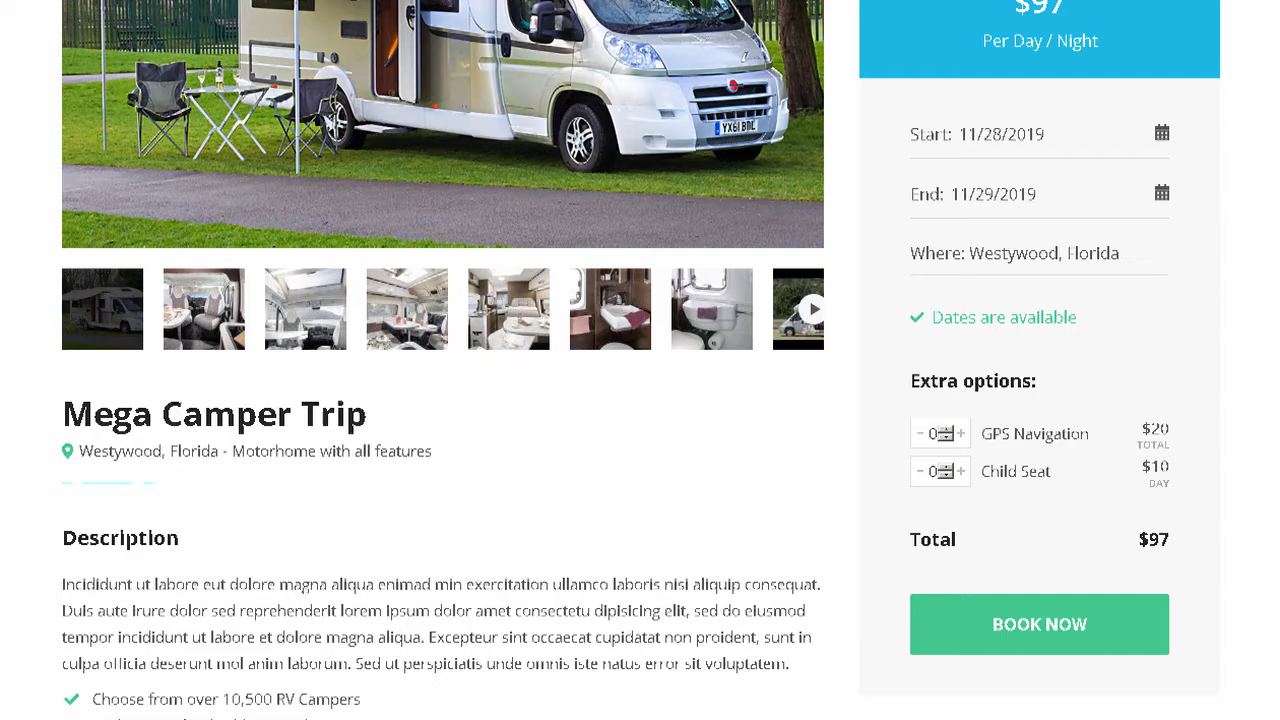 $97
Per Day / Night
YX61 BDL
Start: 11/28/2019
End: 11/29/2019
Where: Westywood, Florida
Dates are available
Extra options:
- 0 + GPS Navigation $20
TOTAL
- 0 + Child Seat $10
DAY
Total $97
BOOK NOW
Mega Camper Trip
Westywood, Florida - Motorhome with all features
Description
Incididunt ut labore eut dolore magna aliqua enimad min exercitation ullamco laboris nisi aliquip consequat.
Duis aute irure dolor sed reprehenderit lorem ipsum dolor amet consectetu dipisicing elit, sed do eiusmod
tempor incididunt ut labore et dolore magna aliqua. Excepteur sint occaecat cupidatat non proident, sunt in
culpa officia deserunt mol anim laborum. Sed ut perspiciatis unde omnis iste natus error sit voluptatem.
Choose from over 10,500 RV Campers